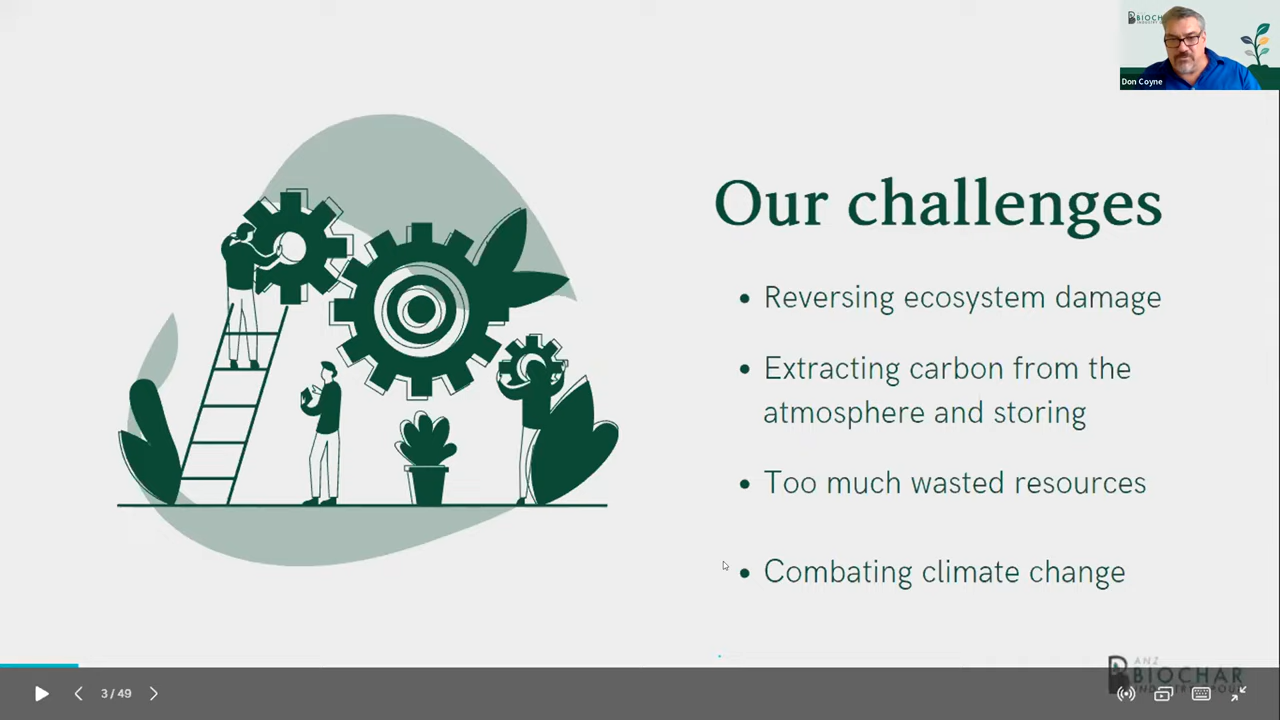 BIOCHAR
Don Coyne
Our challenges
• Reversing ecosystem damage
• Extracting carbon from the
atmosphere and storing
• Too much wasted resources
• Combating climate change
ANZ
BIOCHAR
3 / 49